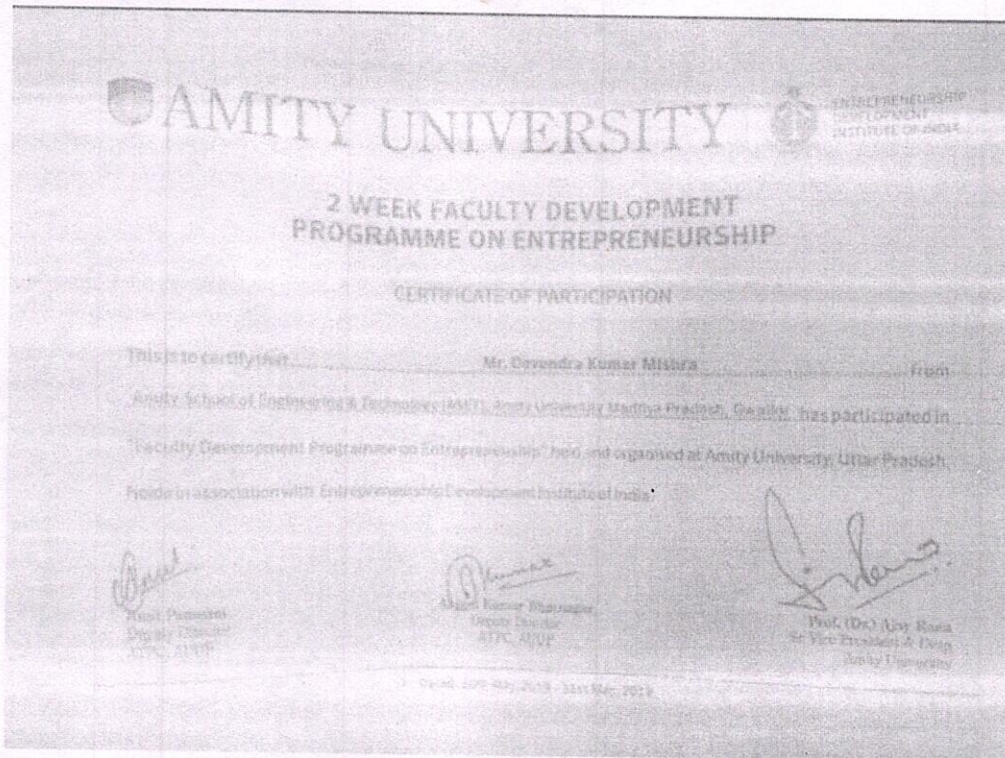 AMITY UNIVERSITY
ENTREPRENEURSHIP
DEVELOPMENT
INSTITUTE OF INDIA
2 WEEK FACULTY DEVELOPMENT
PROGRAMME ON ENTREPRENEURSHIP
CERTIFICATE OF PARTICIPATION
This is to certify that Mr. Devendra Kumar Mishra From
Amity School of Engineering & Technology (ASET), Amity University Madhya Pradesh, Gwalior has participated in
"Faculty Development Programme on Entrepreneurship" held and organised at Amity University, Uttar Pradesh,
Noida in association with Entrepreneurship Development Institute of India.
Deputy Director
ATPC, AUUP
Kumar Bhatnagar
Deputy Director
ATPC, AUUP
Prof. (Dr.) Ajay Rana
Sr Vice President & Dean
Amity University
May, 2019 - 31st May, 2019